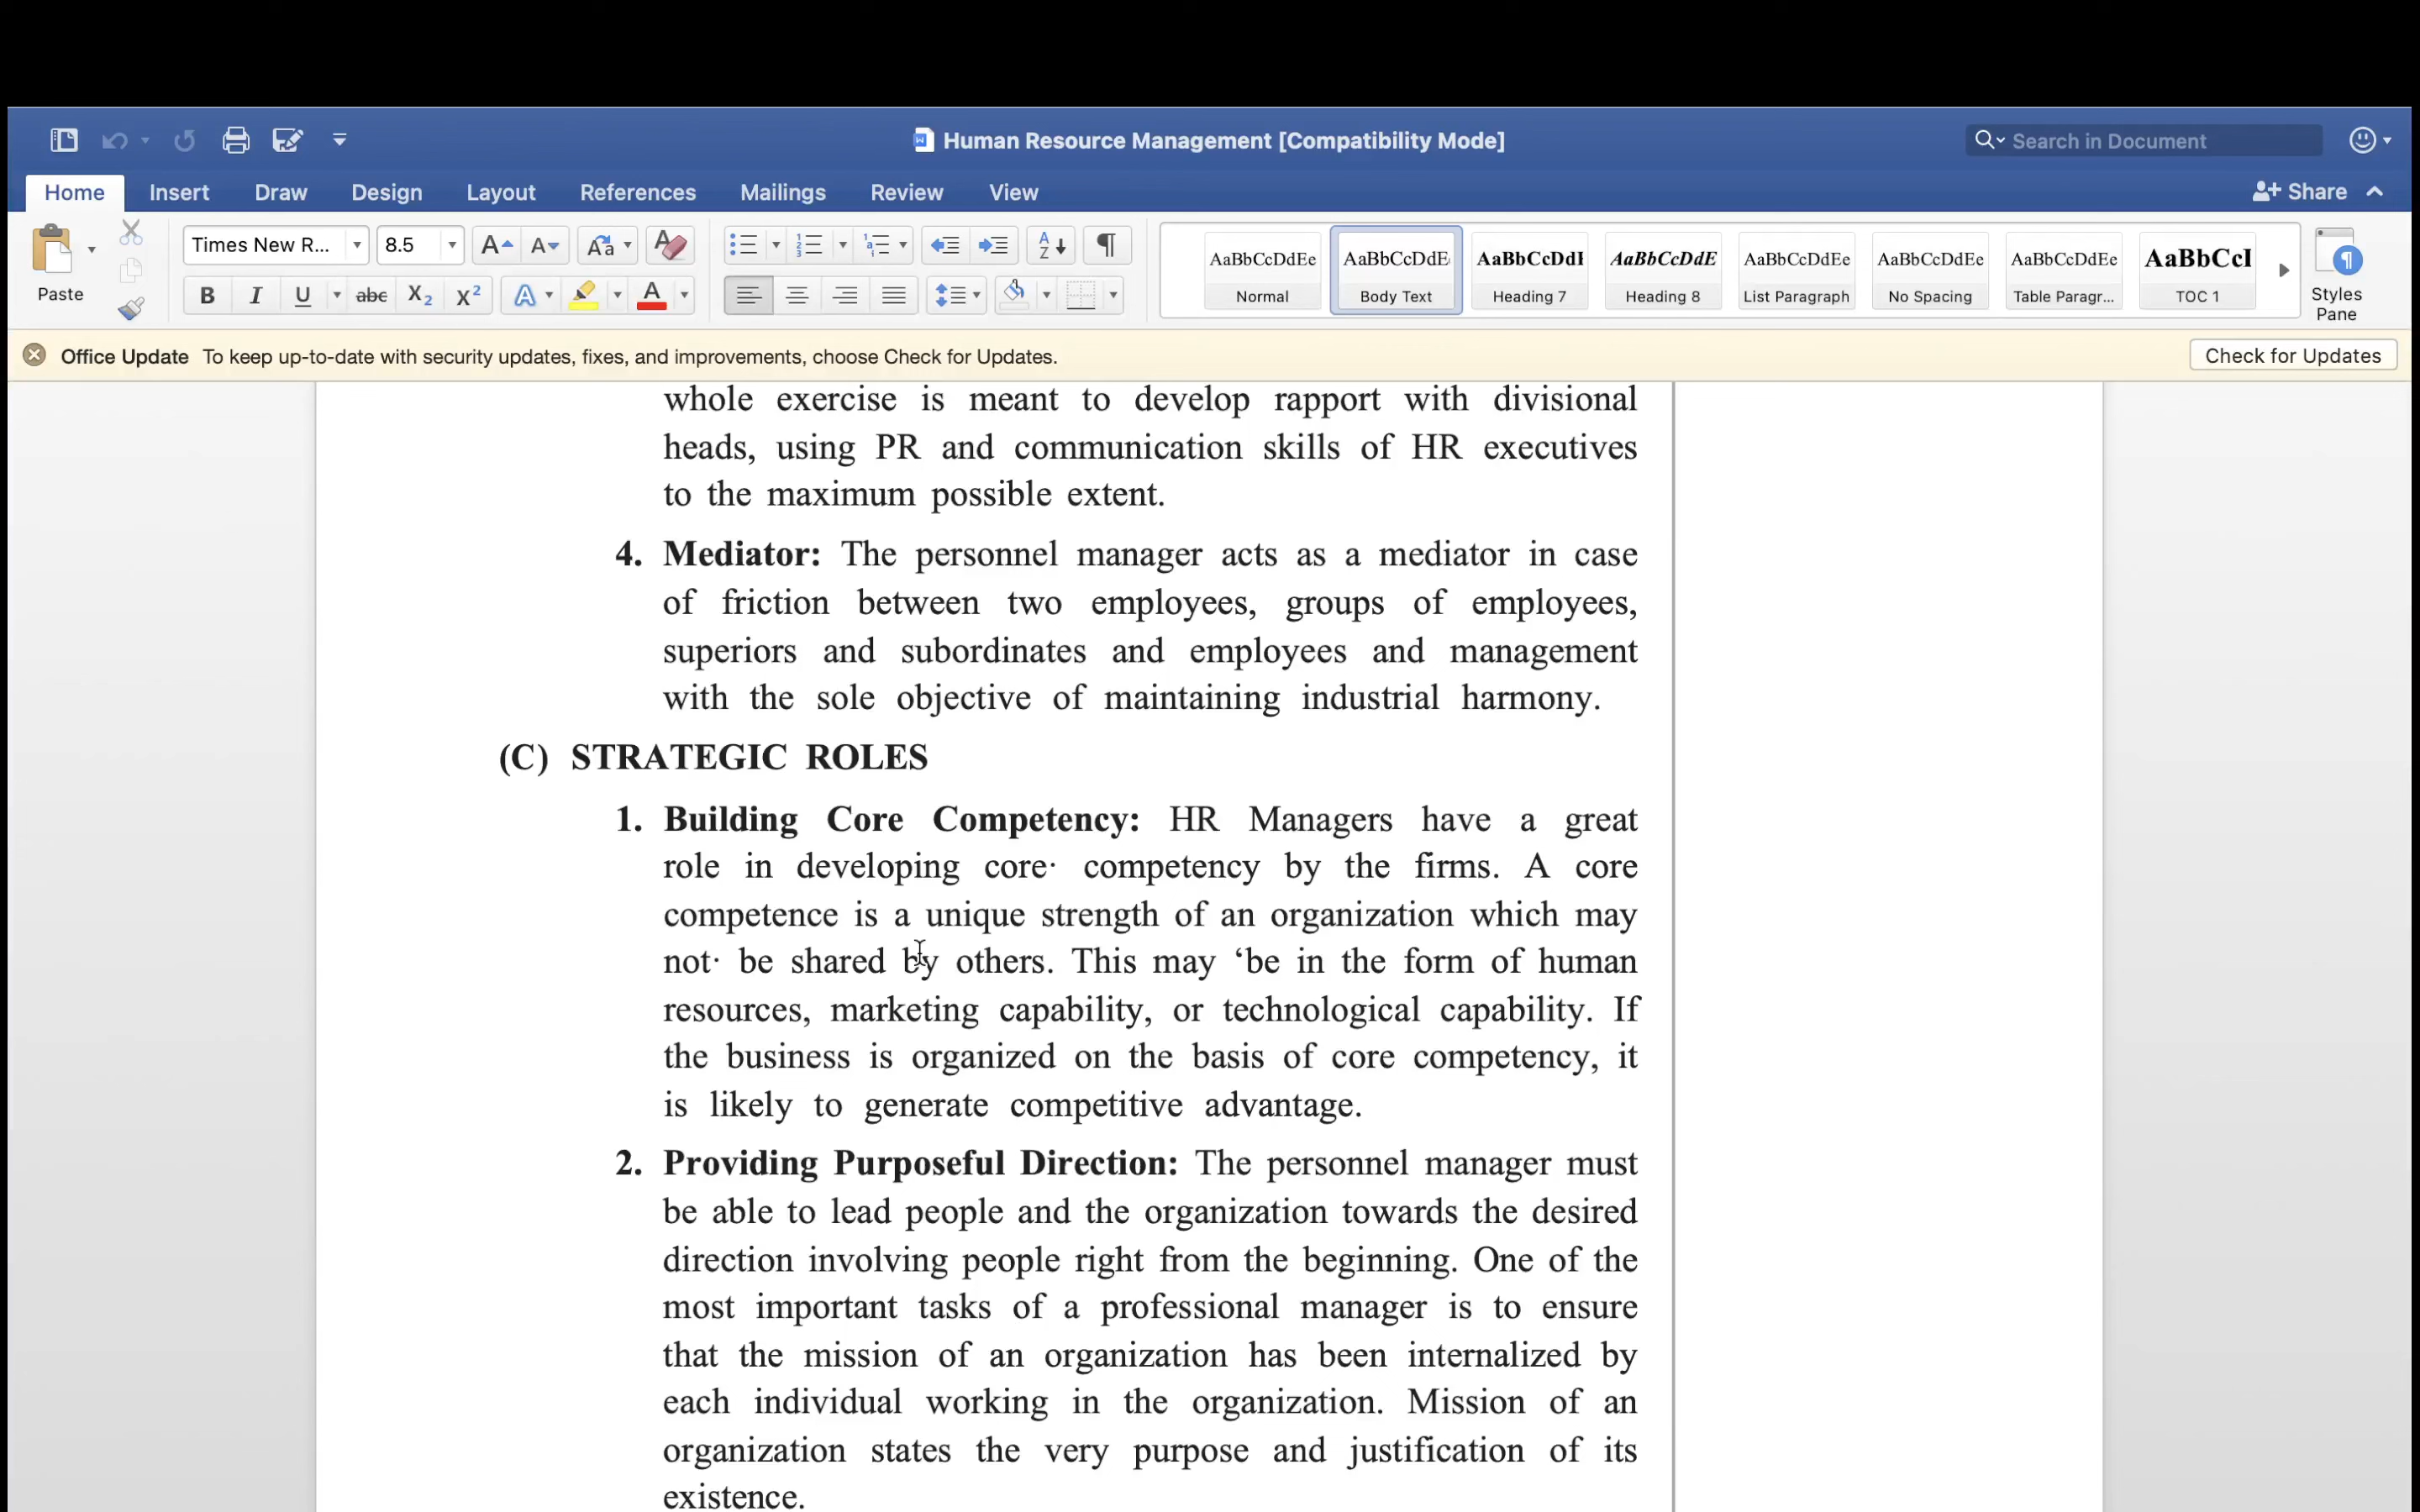 Human Resource Management [Compatibility Mode]
Search in Document
Home Insert Draw Design Layout References Mailings Review View
Share
Paste
Times New R... 8.5
AaBbCcDdEe AaBbCcDdE AaBbCcDdI AaBbCcDdE AaBbCcDdEe AaBbCcDdEe AaBbCcDdEe AaBbCcI
Normal Body Text Heading 7 Heading 8 List Paragraph No Spacing Table Paragr... TOC 1
Styles
Pane
Office Update To keep up-to-date with security updates, fixes, and improvements, choose Check for Updates.
Check for Updates
whole exercise is meant to develop rapport with divisional
heads, using PR and communication skills of HR executives
to the maximum possible extent.
4. Mediator: The personnel manager acts as a mediator in case
of friction between two employees, groups of employees,
superiors and subordinates and employees and management
with the sole objective of maintaining industrial harmony.
(C) STRATEGIC ROLES
1. Building Core Competency: HR Managers have a great
role in developing core· competency by the firms. A core
competence is a unique strength of an organization which may
not· be shared by others. This may ‘be in the form of human
resources, marketing capability, or technological capability. If
the business is organized on the basis of core competency, it
is likely to generate competitive advantage.
2. Providing Purposeful Direction: The personnel manager must
be able to lead people and the organization towards the desired
direction involving people right from the beginning. One of the
most important tasks of a professional manager is to ensure
that the mission of an organization has been internalized by
each individual working in the organization. Mission of an
organization states the very purpose and justification of its
existence.